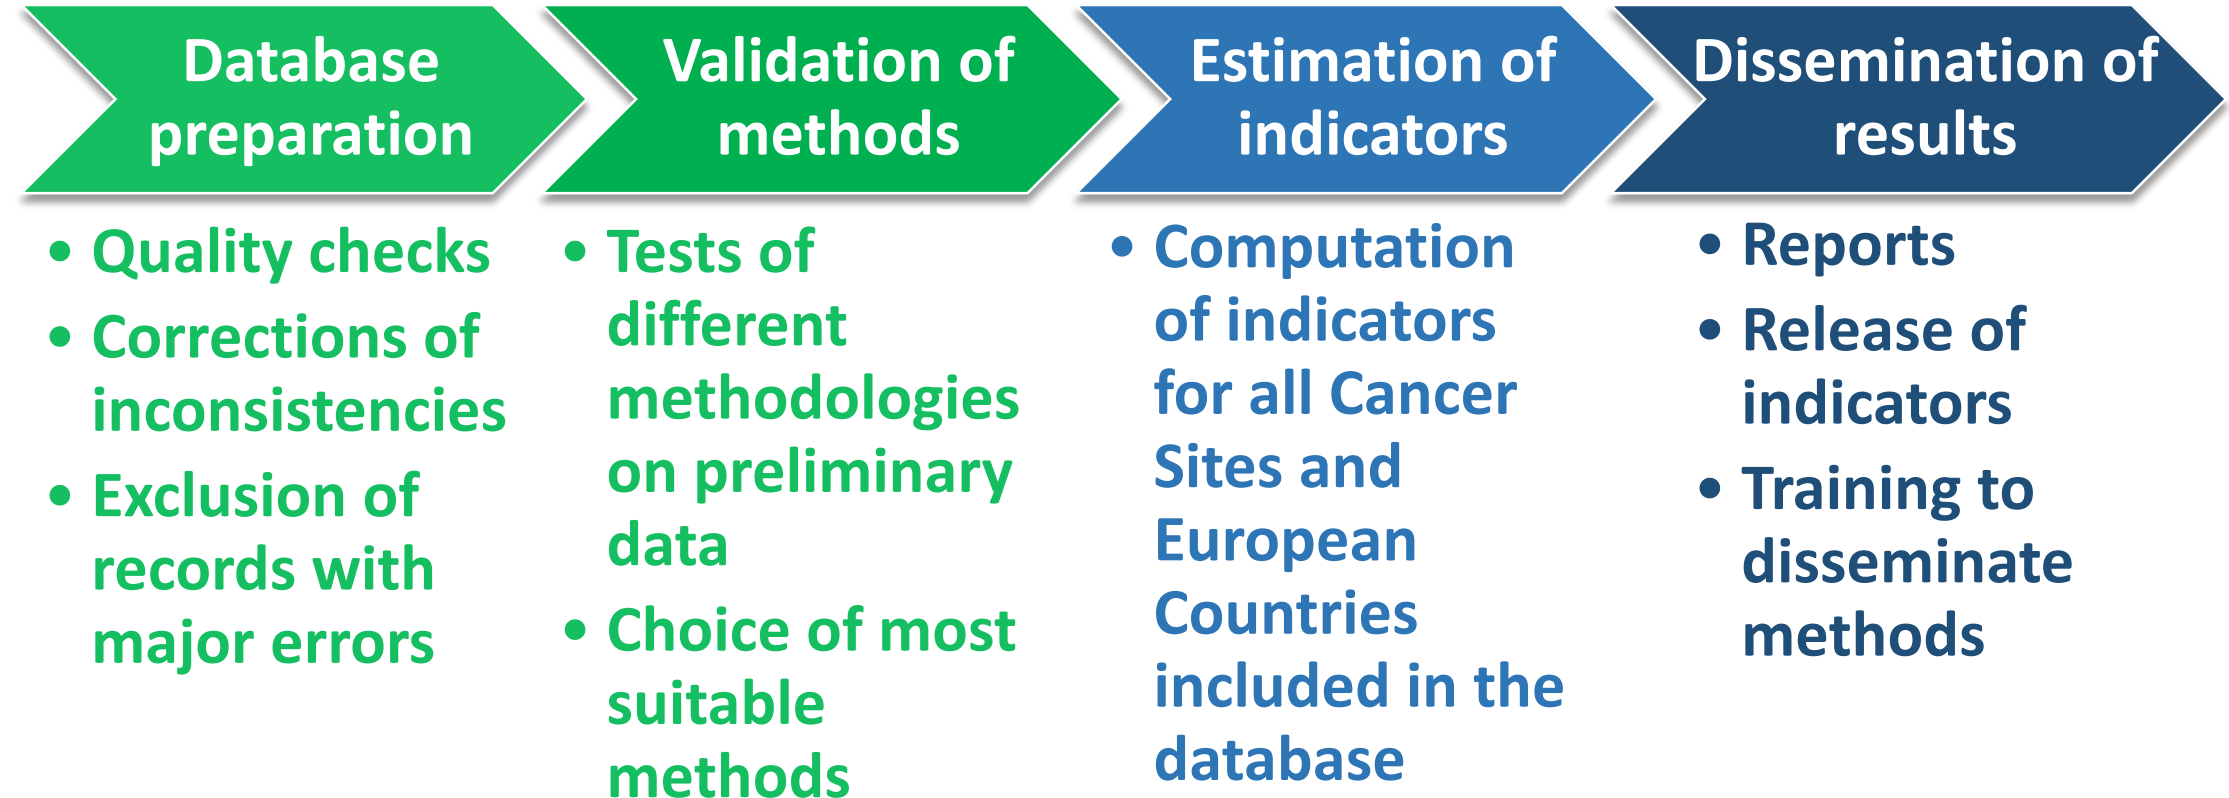 Database
preparation
Validation of
methods
Estimation of
indicators
Dissemination of
results
• Quality checks
• Corrections of
inconsistencies
• Exclusion of
records with
major errors
• Tests of
different
methodologies
on preliminary
data
• Choice of most
suitable
methods
• Computation
of indicators
for all Cancer
Sites and
European
Countries
included in the
database
• Reports
• Release of
indicators
• Training to
disseminate
methods